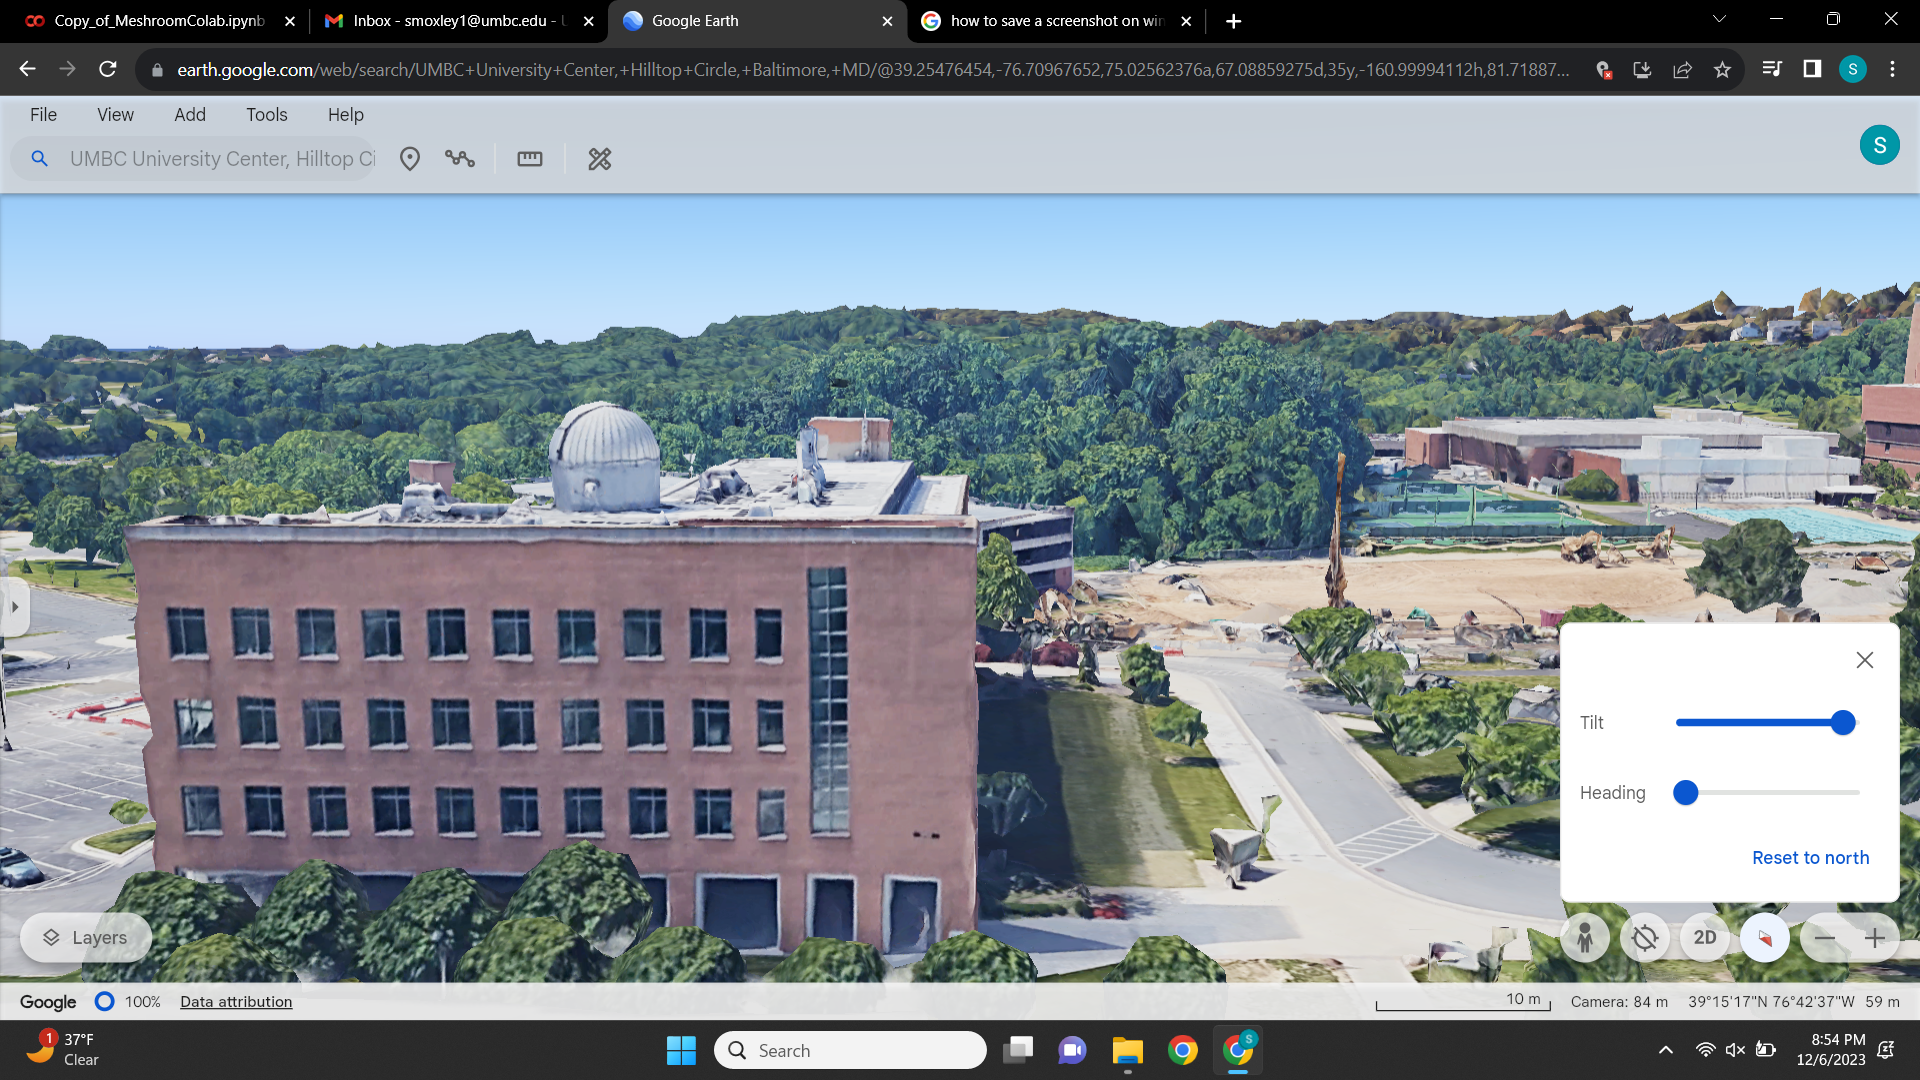 Copy_of_MeshroomColab.ipynb
Inbox - smoxley1@umbc.edu - U
Google Earth
how to save a screenshot on win
earth.google.com/web/search/UMBC+University+Center,+Hilltop+Circle,+Baltimore,+MD/@39.25476454,-76.70967652,75.02562376a,67.08859275d,35y,-160.99994112h,81.71887...
S
File View Add Tools Help
UMBC University Center, Hilltop Ci
S
Tilt
Heading
Reset to north
Layers
2D
Google 100% Data attribution
10 m Camera: 84 m 39°15'17"N 76°42'37"W 59 m
1
37°F
Clear
Search
S
8:54 PM
12/6/2023